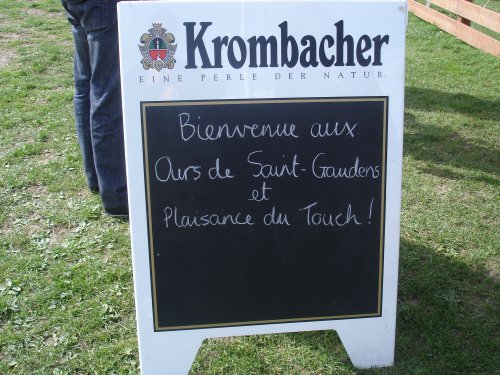 Krombacher
EINE PERLE DER NATUR.
Bienvenue aux
Ours de Saint-Gaudens
et
Plaisance du Touch!